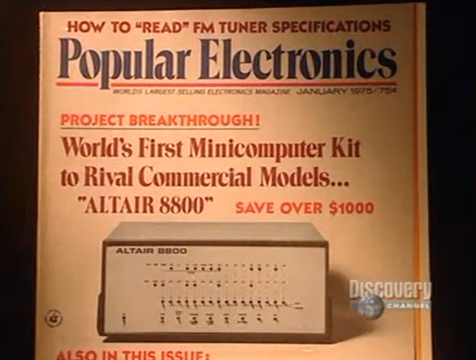 HOW TO "READ" FM TUNER SPECIFICATIONS
Popular Electronics
WORLD'S LARGEST-SELLING ELECTRONICS MAGAZINE JANUARY 1975/75¢
PROJECT BREAKTHROUGH!
World's First Minicomputer Kit
to Rival Commercial Models...
"ALTAIR 8800" SAVE OVER $1000
ALTAIR 8800
Discovery
CHANNEL
ALSO IN THIS ISSUE: